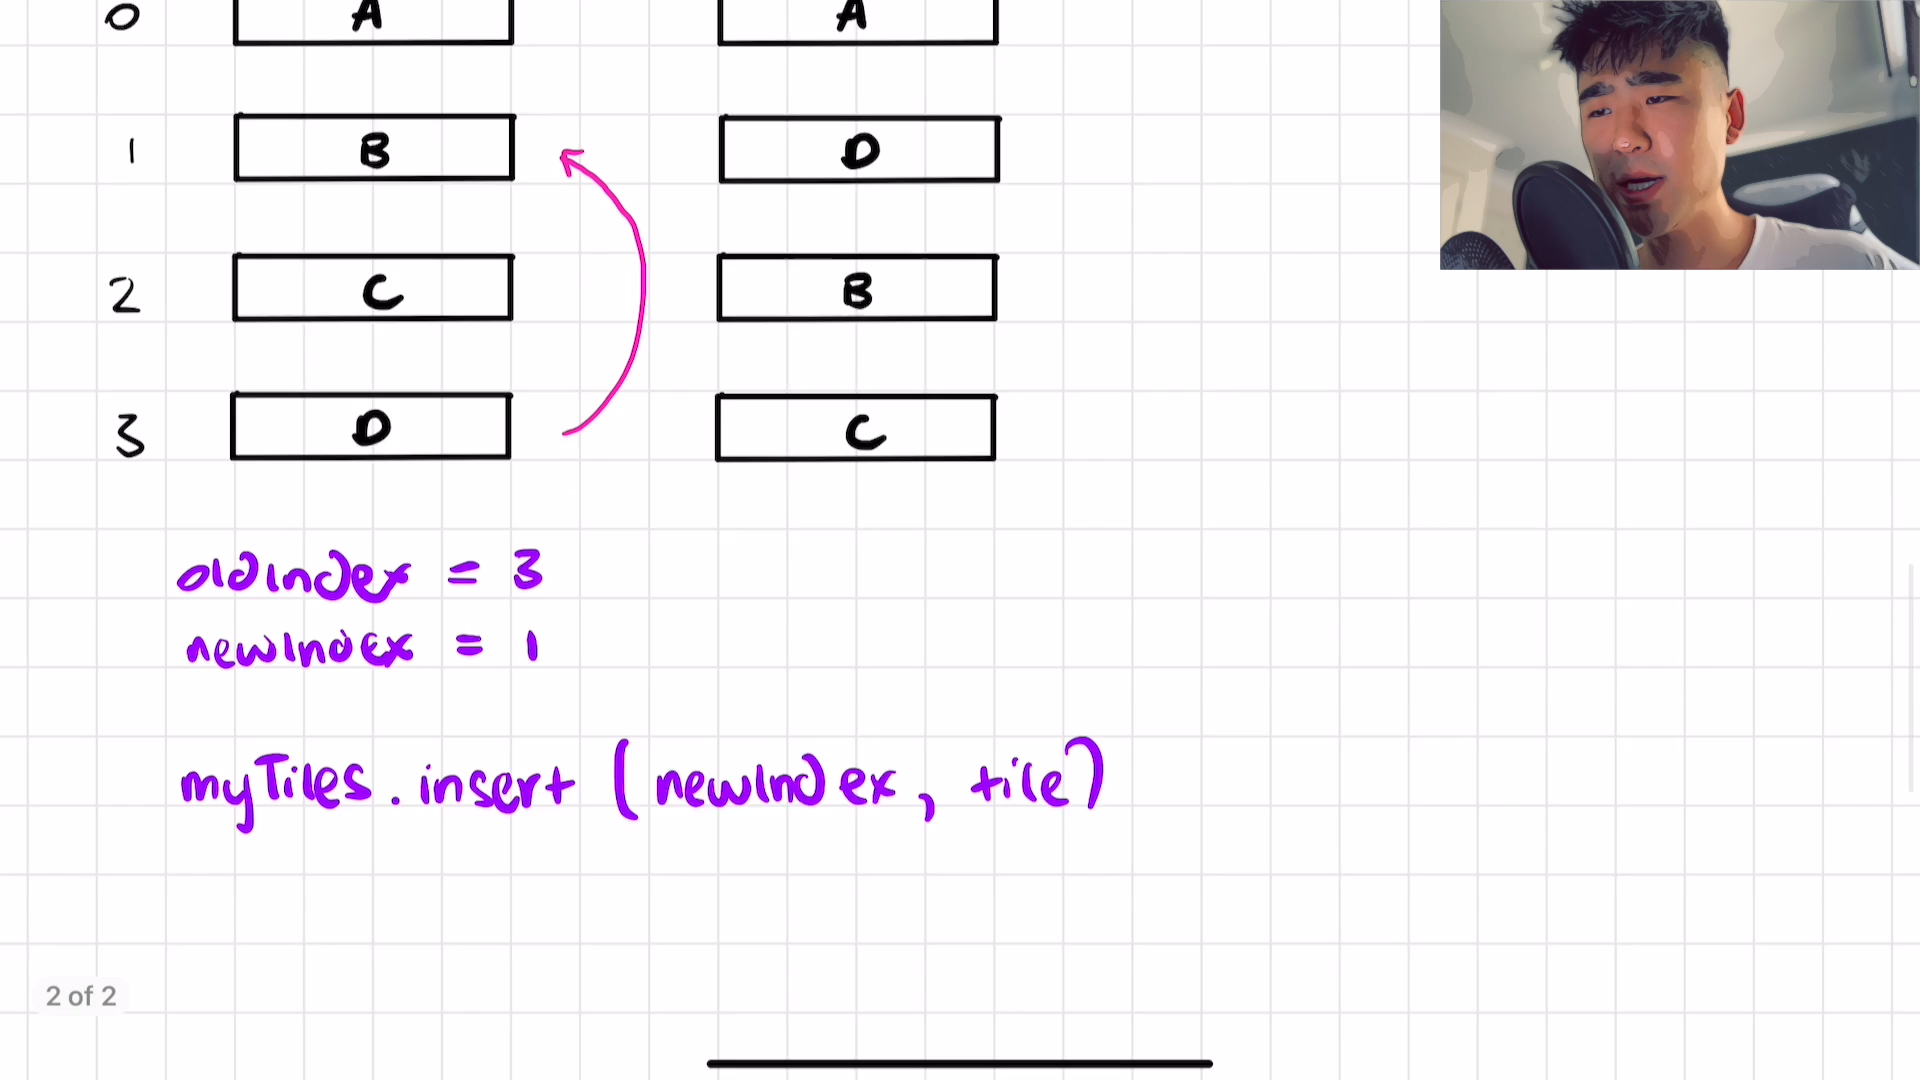 0 A A
1 B D
2 C B
3 D C
oldIndex = 3
newIndex = 1
myTiles.insert (newIndex, tile)
2 of 2